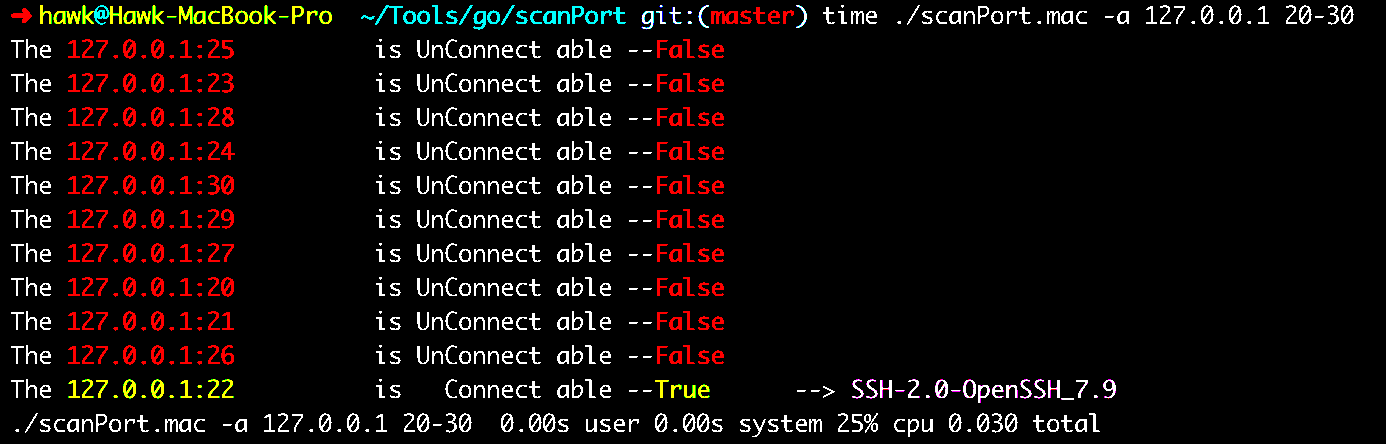 ➜ hawk@Hawk-MacBook-Pro ~/Tools/go/scanPort git:(master) time ./scanPort.mac -a 127.0.0.1 20-30
The 127.0.0.1:25 is UnConnect able --False
The 127.0.0.1:23 is UnConnect able --False
The 127.0.0.1:28 is UnConnect able --False
The 127.0.0.1:24 is UnConnect able --False
The 127.0.0.1:30 is UnConnect able --False
The 127.0.0.1:29 is UnConnect able --False
The 127.0.0.1:27 is UnConnect able --False
The 127.0.0.1:20 is UnConnect able --False
The 127.0.0.1:21 is UnConnect able --False
The 127.0.0.1:26 is UnConnect able --False
The 127.0.0.1:22 is Connect able --True --> SSH-2.0-OpenSSH_7.9
./scanPort.mac -a 127.0.0.1 20-30 0.00s user 0.00s system 25% cpu 0.030 total